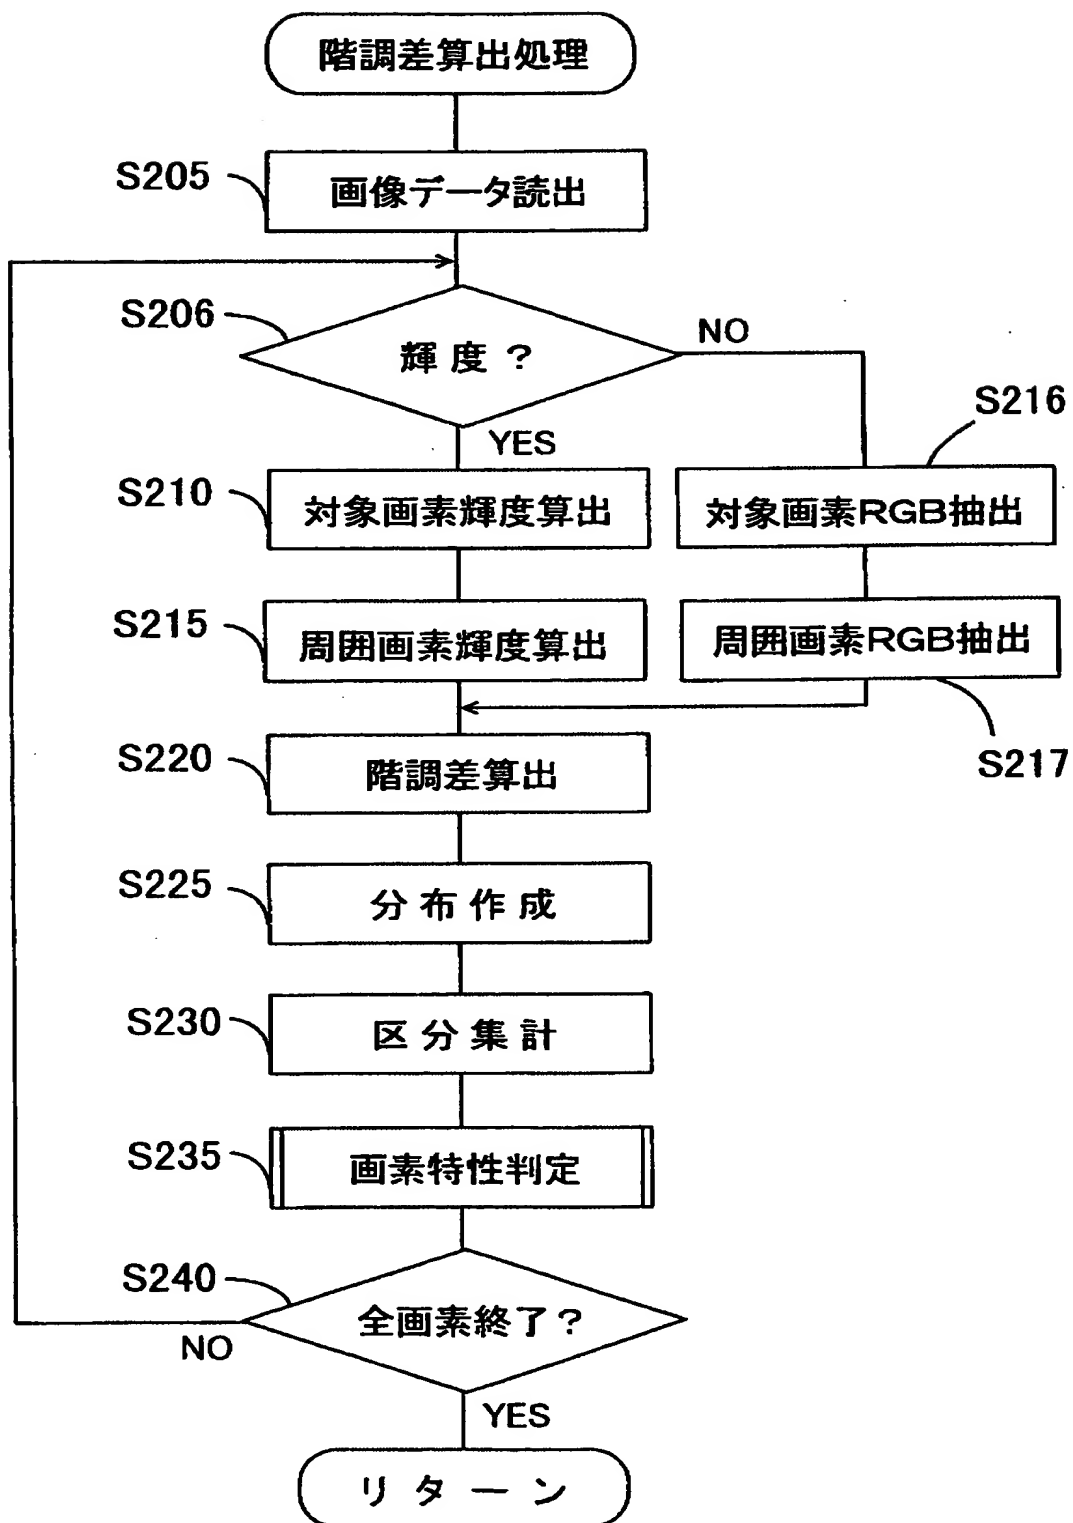 階調差算出処理
S205
画像データ読出
S206
輝度?
NO
YES
S216
S210
対象画素輝度算出
対象画素RGB抽出
S215
周囲画素輝度算出
周囲画素RGB抽出
S217
S220
階調差算出
S225
分布作成
S230
区分集計
S235
画素特性判定
S240
全画素終了?
NO
YES
リターン